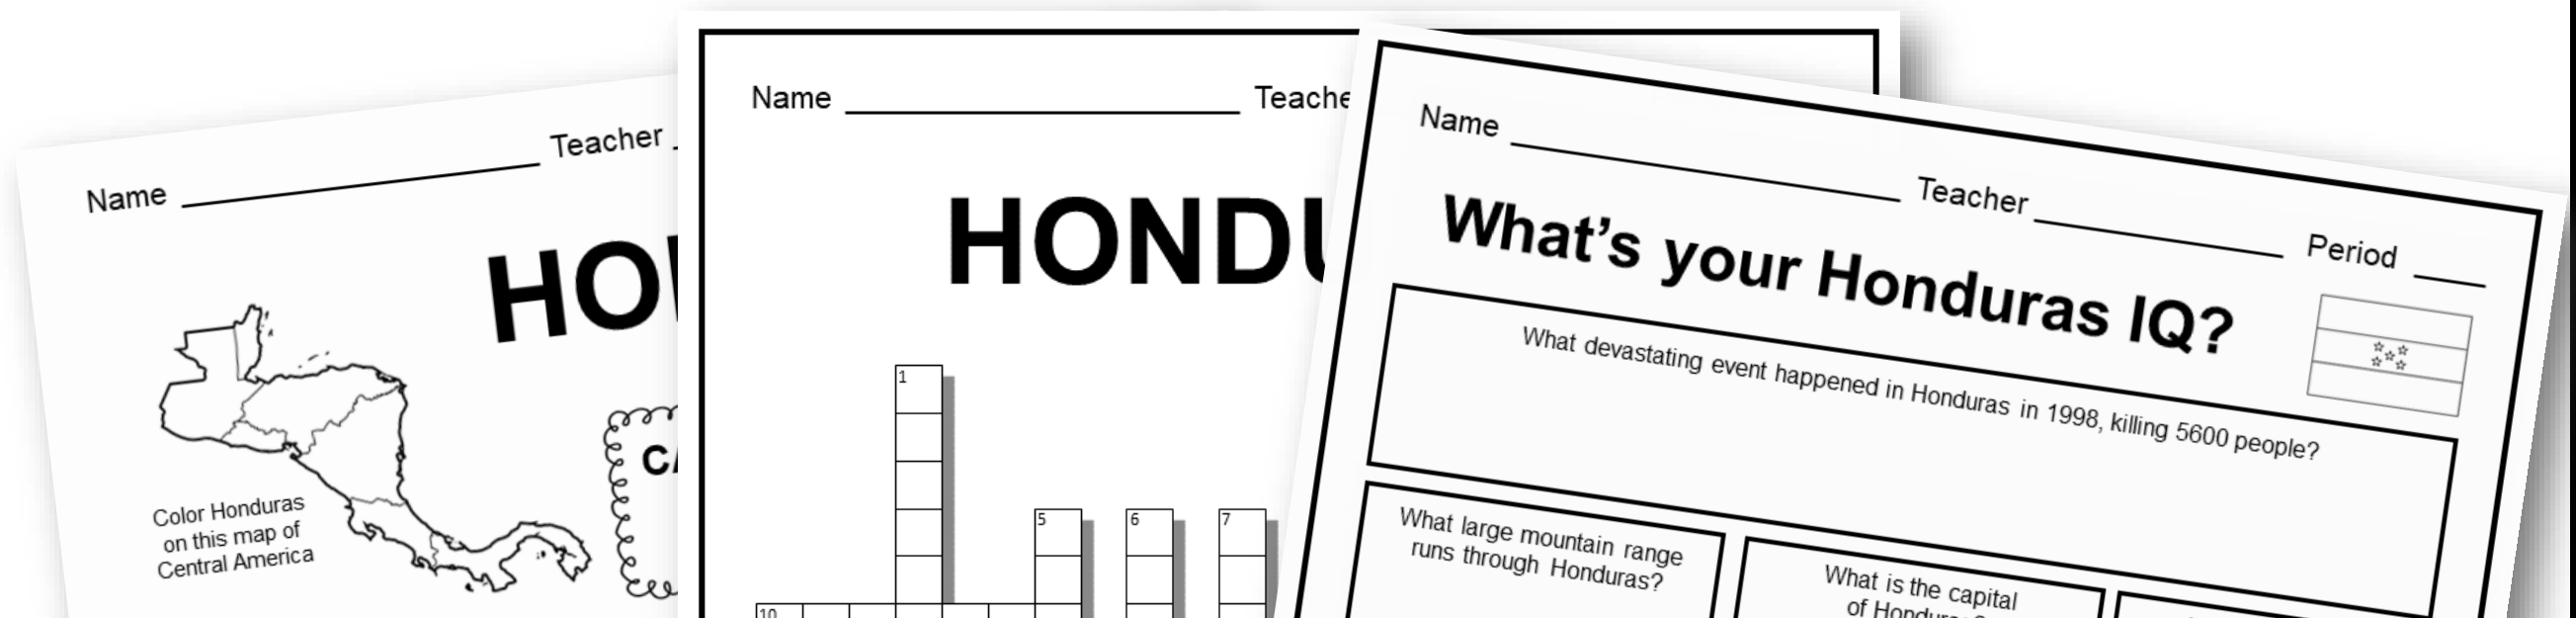 Name Teacher
HO
Color Honduras
on this map of
Central America
Name
HONDU
1
5 6 7
10
Name Teacher Period
What's your Honduras IQ?
What devastating event happened in Honduras in 1998, killing 5600 people?
What large mountain range
runs through Honduras?
What is the capital
of Honduras?